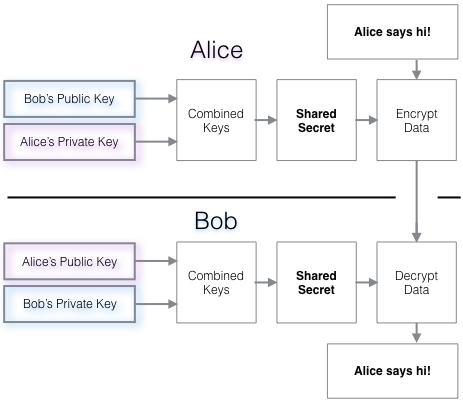 Alice says hi!
Alice
Bob's Public Key
Alice's Private Key
Combined
Keys
Shared
Secret
Encrypt
Data
Bob
Alice's Public Key
Bob's Private Key
Combined
Keys
Shared
Secret
Decrypt
Data
Alice says hi!